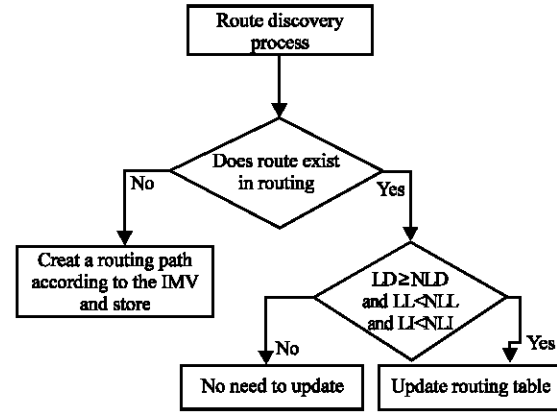 Route discovery
process
Does route exist
in routing
No
Yes
Creat a routing path
according to the IMV
and store
LD≥NLD
and LL<NLL
and LI<NLI
No
Yes
No need to update
Update routing table